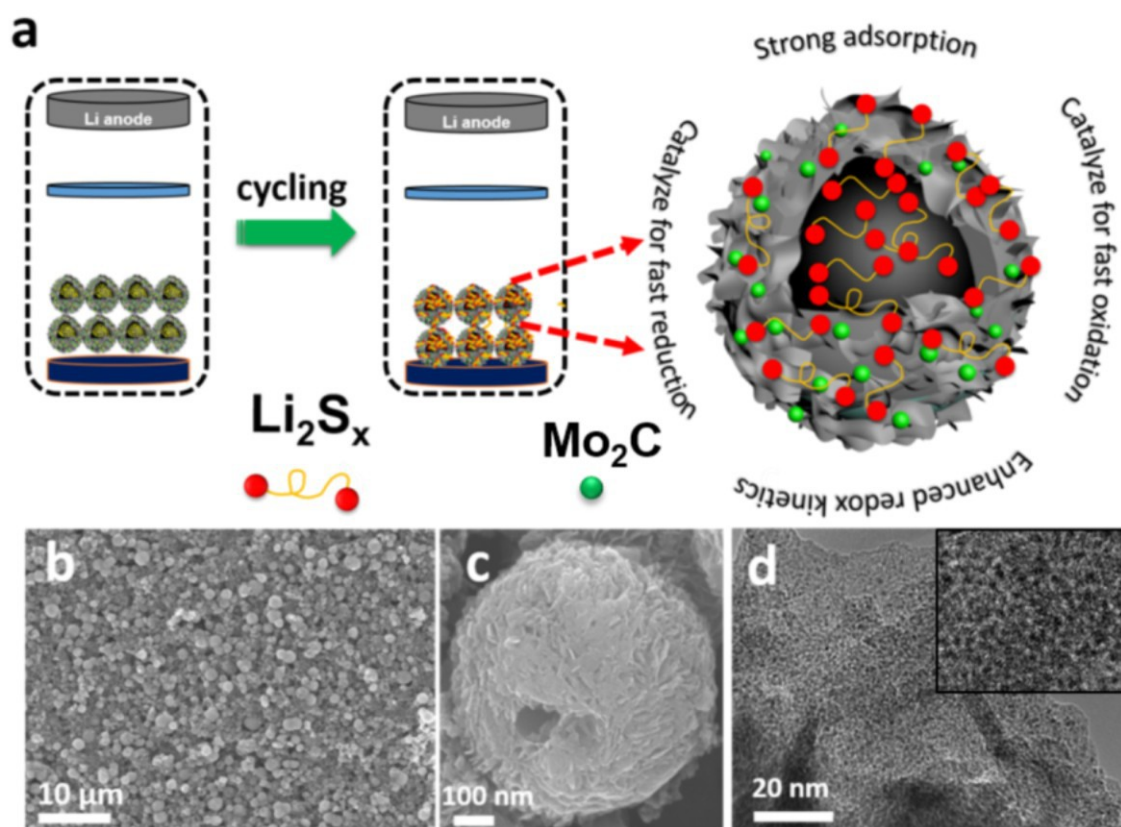 a
Strong adsorption
Li anode
Li anode
cycling
Catalyze for fast reduction
Catalyze for fast oxidation
Enhanced redox kinetics
Li₂Sₓ
Mo₂C
b
10 μm
c
100 nm
d
20 nm